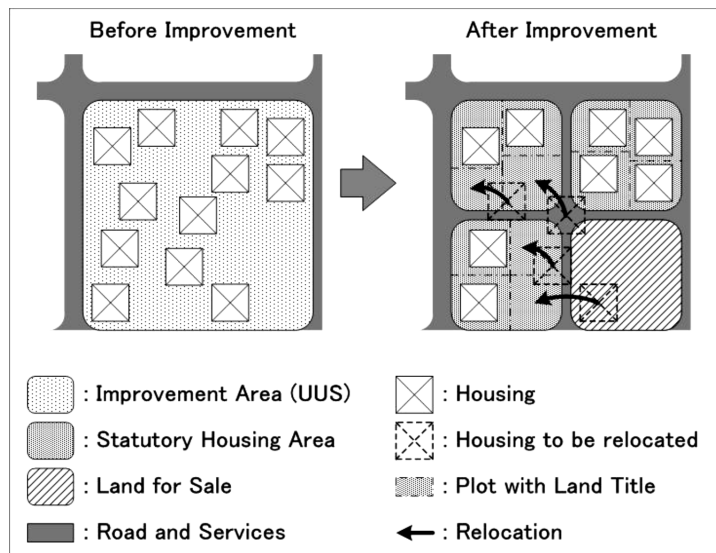 Before Improvement
After Improvement
: Improvement Area (UUS)
: Statutory Housing Area
: Land for Sale
: Road and Services
: Housing
: Housing to be relocated
: Plot with Land Title
: Relocation